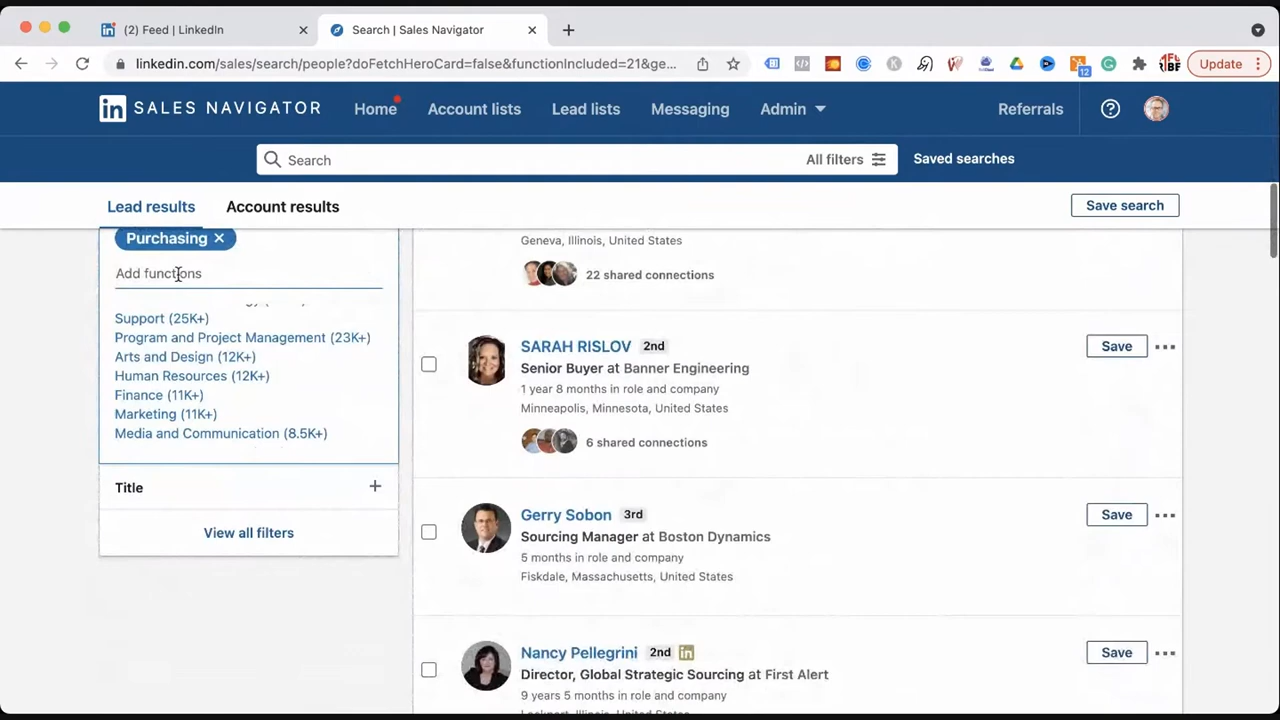 (2) Feed | LinkedIn
Search | Sales Navigator
linkedin.com/sales/search/people?doFetchHeroCard=false&functionIncluded=21&ge...
12
Update
in SALES NAVIGATOR
Home
Account lists
Lead lists
Messaging
Admin
Referrals
Search
All filters
Saved searches
Lead results
Account results
Save search
Purchasing
Add functions
Support (25K+)
Program and Project Management (23K+)
Arts and Design (12K+)
Human Resources (12K+)
Finance (11K+)
Marketing (11K+)
Media and Communication (8.5K+)
Title
View all filters
Geneva, Illinois, United States
22 shared connections
SARAH RISLOV 2nd
Save
Senior Buyer at Banner Engineering
1 year 8 months in role and company
Minneapolis, Minnesota, United States
6 shared connections
Gerry Sobon 3rd
Save
Sourcing Manager at Boston Dynamics
5 months in role and company
Fiskdale, Massachusetts, United States
Nancy Pellegrini 2nd in
Save
Director, Global Strategic Sourcing at First Alert
9 years 5 months in role and company